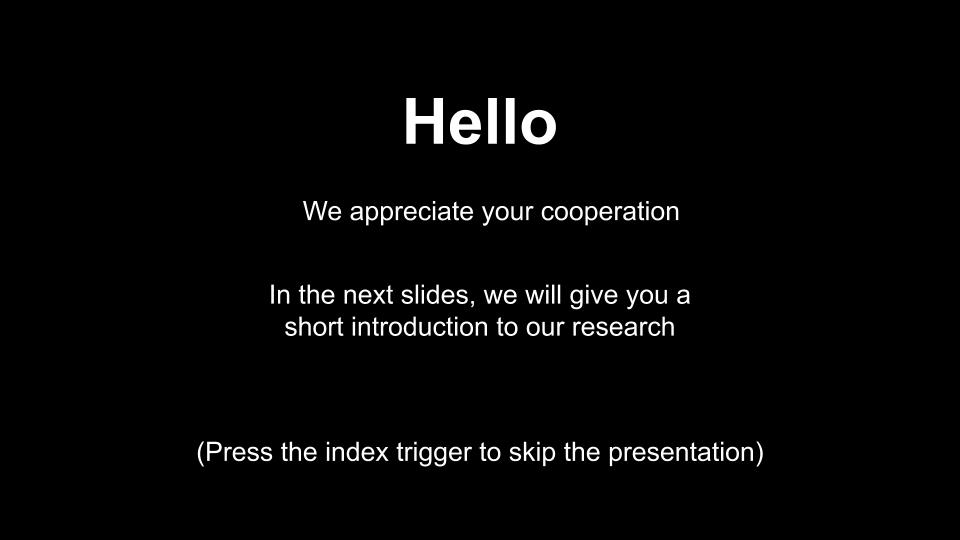 Hello
We appreciate your cooperation
In the next slides, we will give you a
short introduction to our research
(Press the index trigger to skip the presentation)